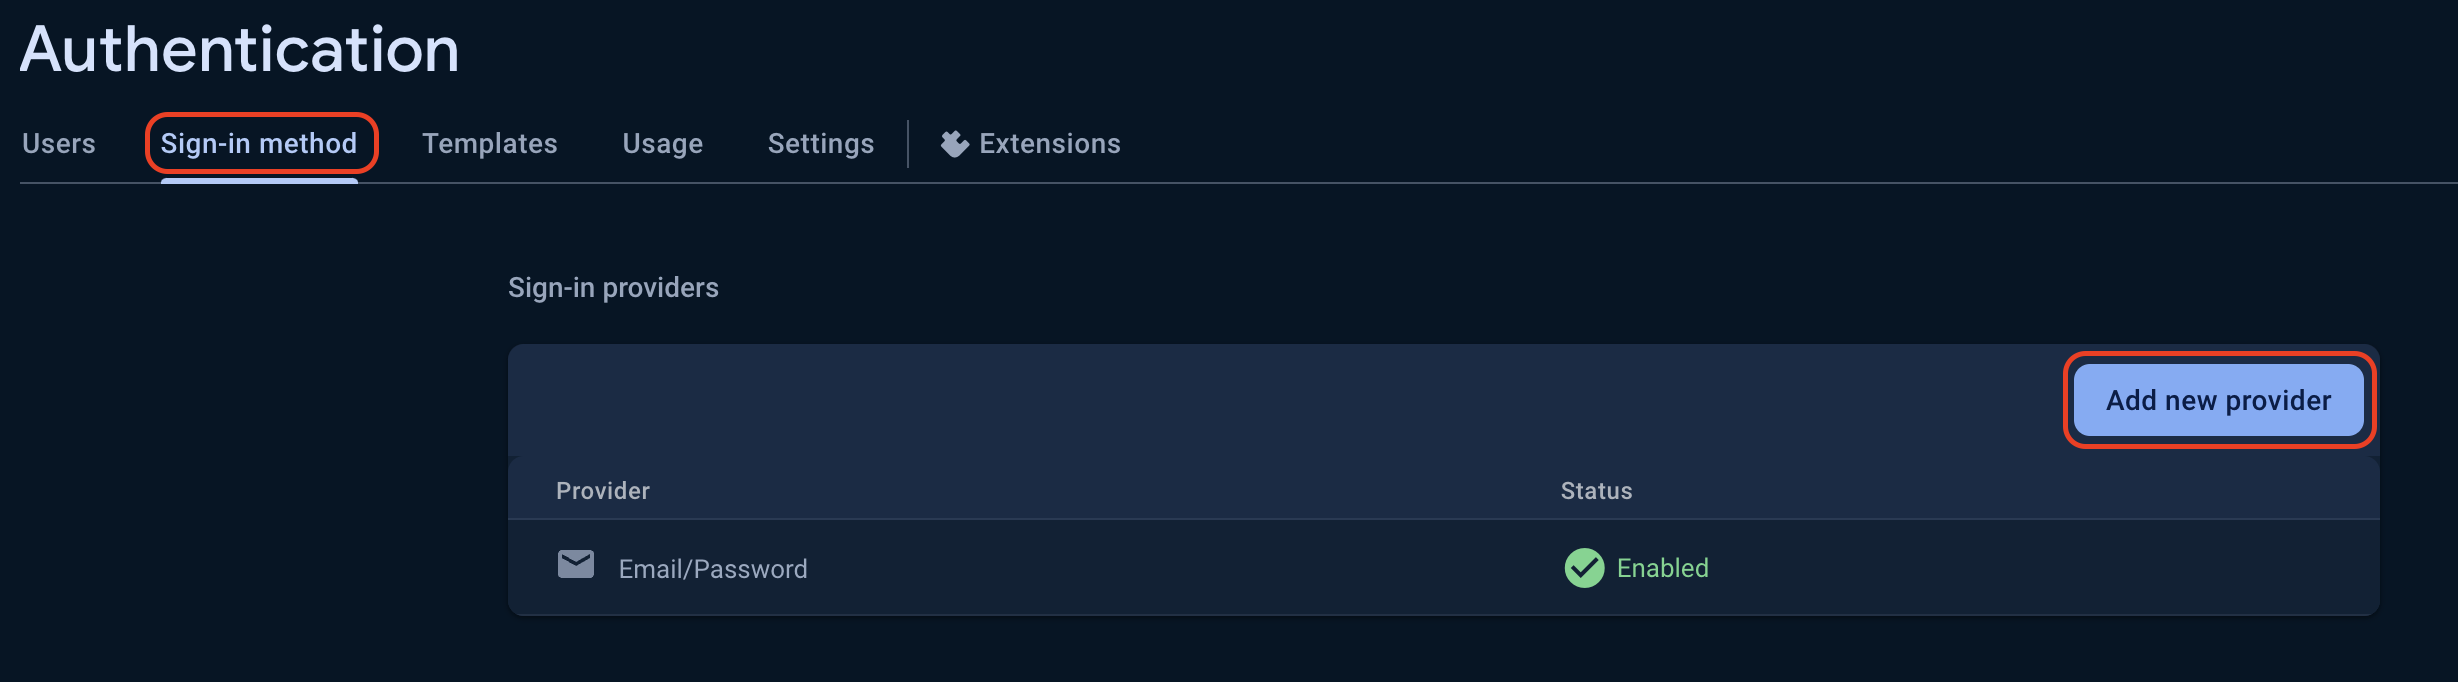 Authentication
Users Sign-in method Templates Usage Settings Extensions
Sign-in providers
Add new provider
Provider Status
Email/Password Enabled